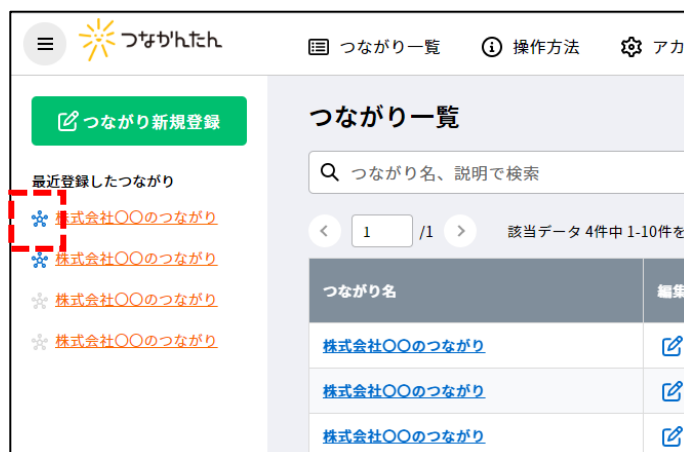 つなかんたん
つながり一覧
操作方法
アカ
つながり新規登録
最近登録したつながり
株式会社〇〇のつながり
株式会社〇〇のつながり
株式会社〇〇のつながり
株式会社〇〇のつながり
つながり一覧
つながり名、説明で検索
1 /1 該当データ 4件中 1-10件を
つながり名 編集
株式会社〇〇のつながり
株式会社〇〇のつながり
株式会社〇〇のつながり